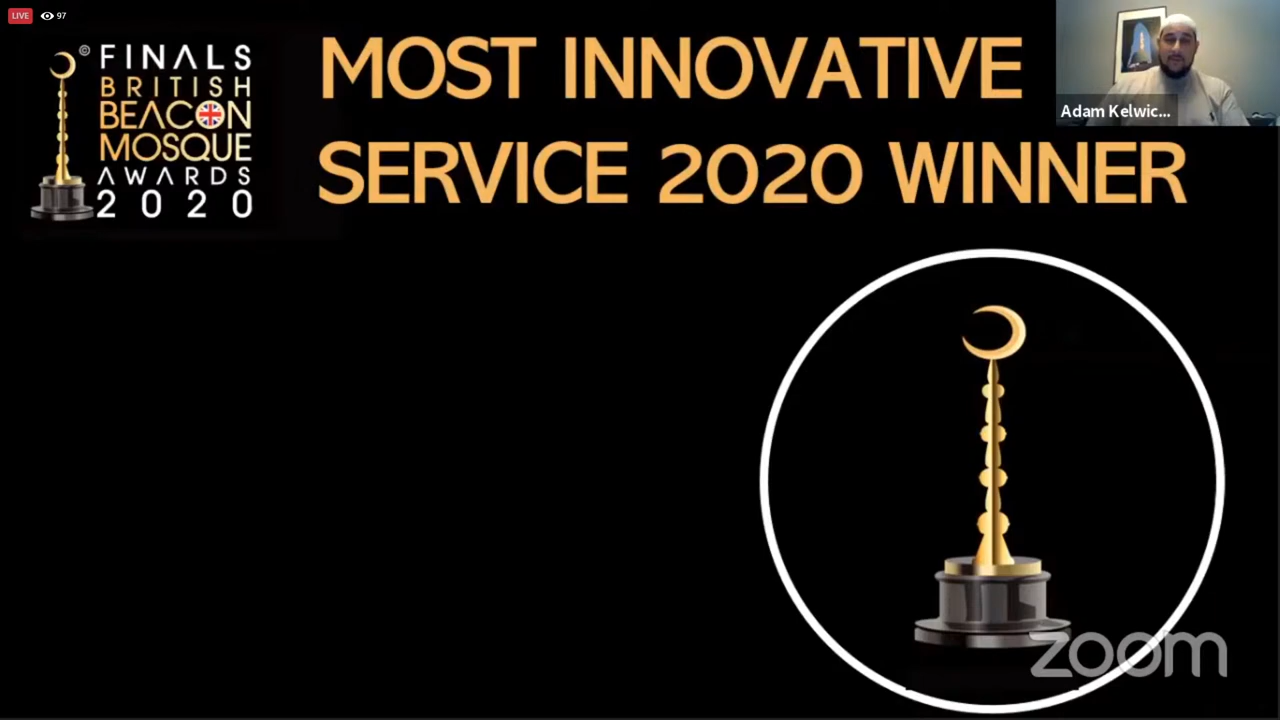 LIVE 97
© FINALS
BRITISH
BEACON
MOSQUE
AWARDS
2020
MOST INNOVATIVE
SERVICE 2020 WINNER
Adam Kelwic...
zoom